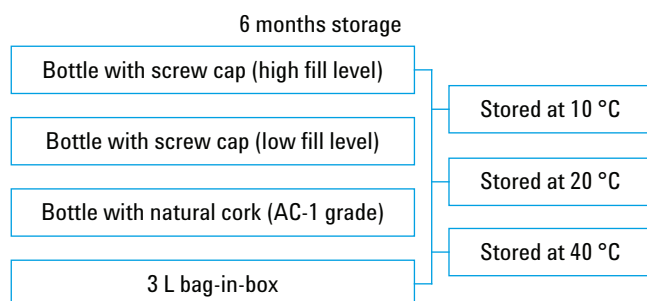 6 months storage
Bottle with screw cap (high fill level)
Stored at 10 °C
Bottle with screw cap (low fill level)
Stored at 20 °C
Bottle with natural cork (AC-1 grade)
Stored at 40 °C
3 L bag-in-box